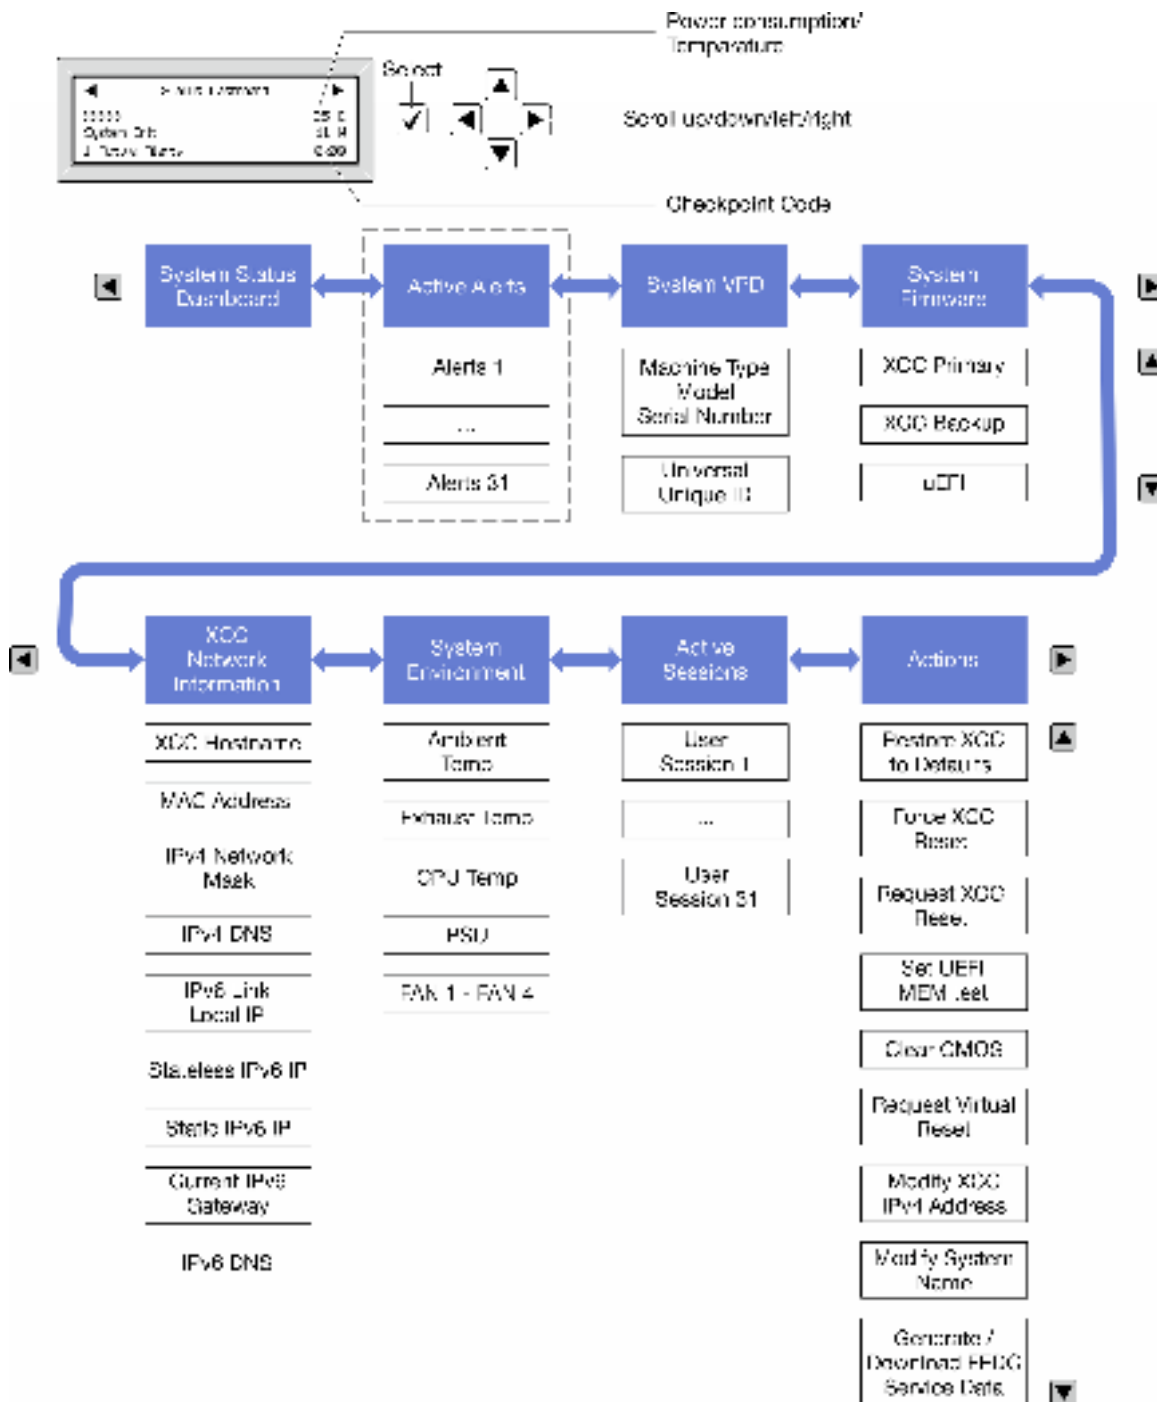 Power consumption/
Temparature
Select
System
Scroll up/down/left/right
Checkpoint Code
System Status
Dashboard
Active Alerts
System VPD
System
Firmware
Alerts 1
...
Alerts 31
Machine Type
Model
Serial Number
Universal
Unique ID
XCC Primary
XCC Backup
uEFI
XCC
Network
Information
System
Environment
Active
Sessions
Actions
XCC Hostname
MAC Address
IPv4 Network
Mask
IPv4 DNS
IPv6 Link
Local IP
Stateless IPv6 IP
Static IPv6 IP
Current IPv6
Gateway
IPv6 DNS
Ambient
Temp
Exhaust Temp
CPU Temp
PSU
FAN 1 - FAN 4
User
Session 1
...
User
Session 31
Restore XCC
to Defaults
Force XCC
Reset
Request XCC
Reset
Set UEFI
MEM test
Clear CMOS
Request Virtual
Reset
Modify XCC
IPv4 Address
Modify System
Name
Generate /
Download FFDC
Service Data